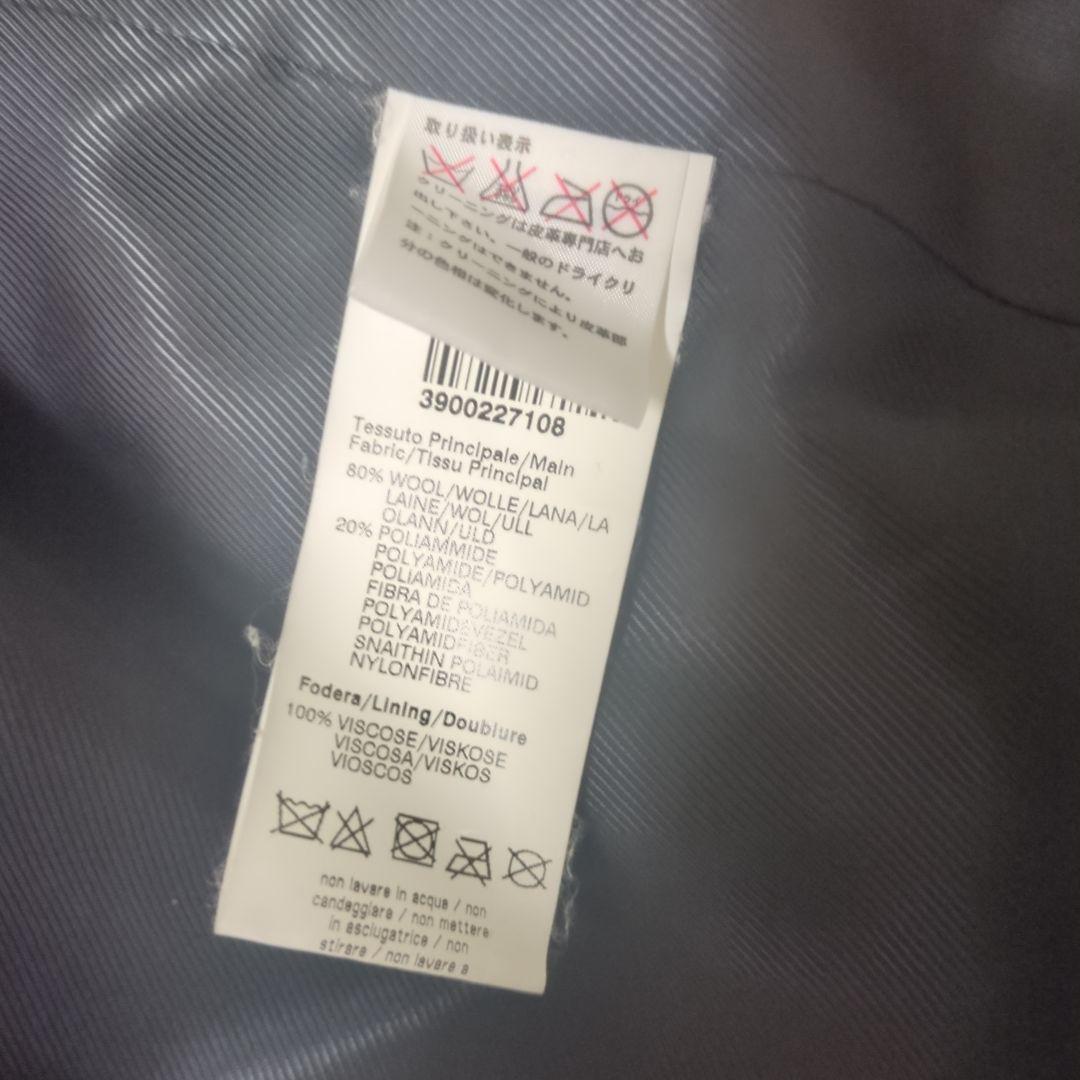 取り扱い表示
クリーニングは皮革専門店へお
出し下さい。一般のドライクリ
ーニングはできません。
注：クリーニングにより皮革部
分の色相は変化します。
3900227108
Tessuto Principale/Main
Fabric/Tissu Principal
80% WOOL/WOLLE/LANA/LA
LAINE/WOL/ULL
OLANN/ULD
20% POLIAMMIDE
POLYAMIDE/POLYAMID
POLIAMIDA
FIBRA DE POLIAMIDA
POLYAMIDEVEZEL
POLYAMIDFIBER
SNAITHIN POLAIMID
NYLONFIBRE
Fodera/Lining/Doublure
100% VISCOSE/VISKOSE
VISCOSA/VISKOS
VIOSCOS
non lavare in acqua / non
candeggiare / non mettere
in asciugatrice / non
stirare / non lavare a